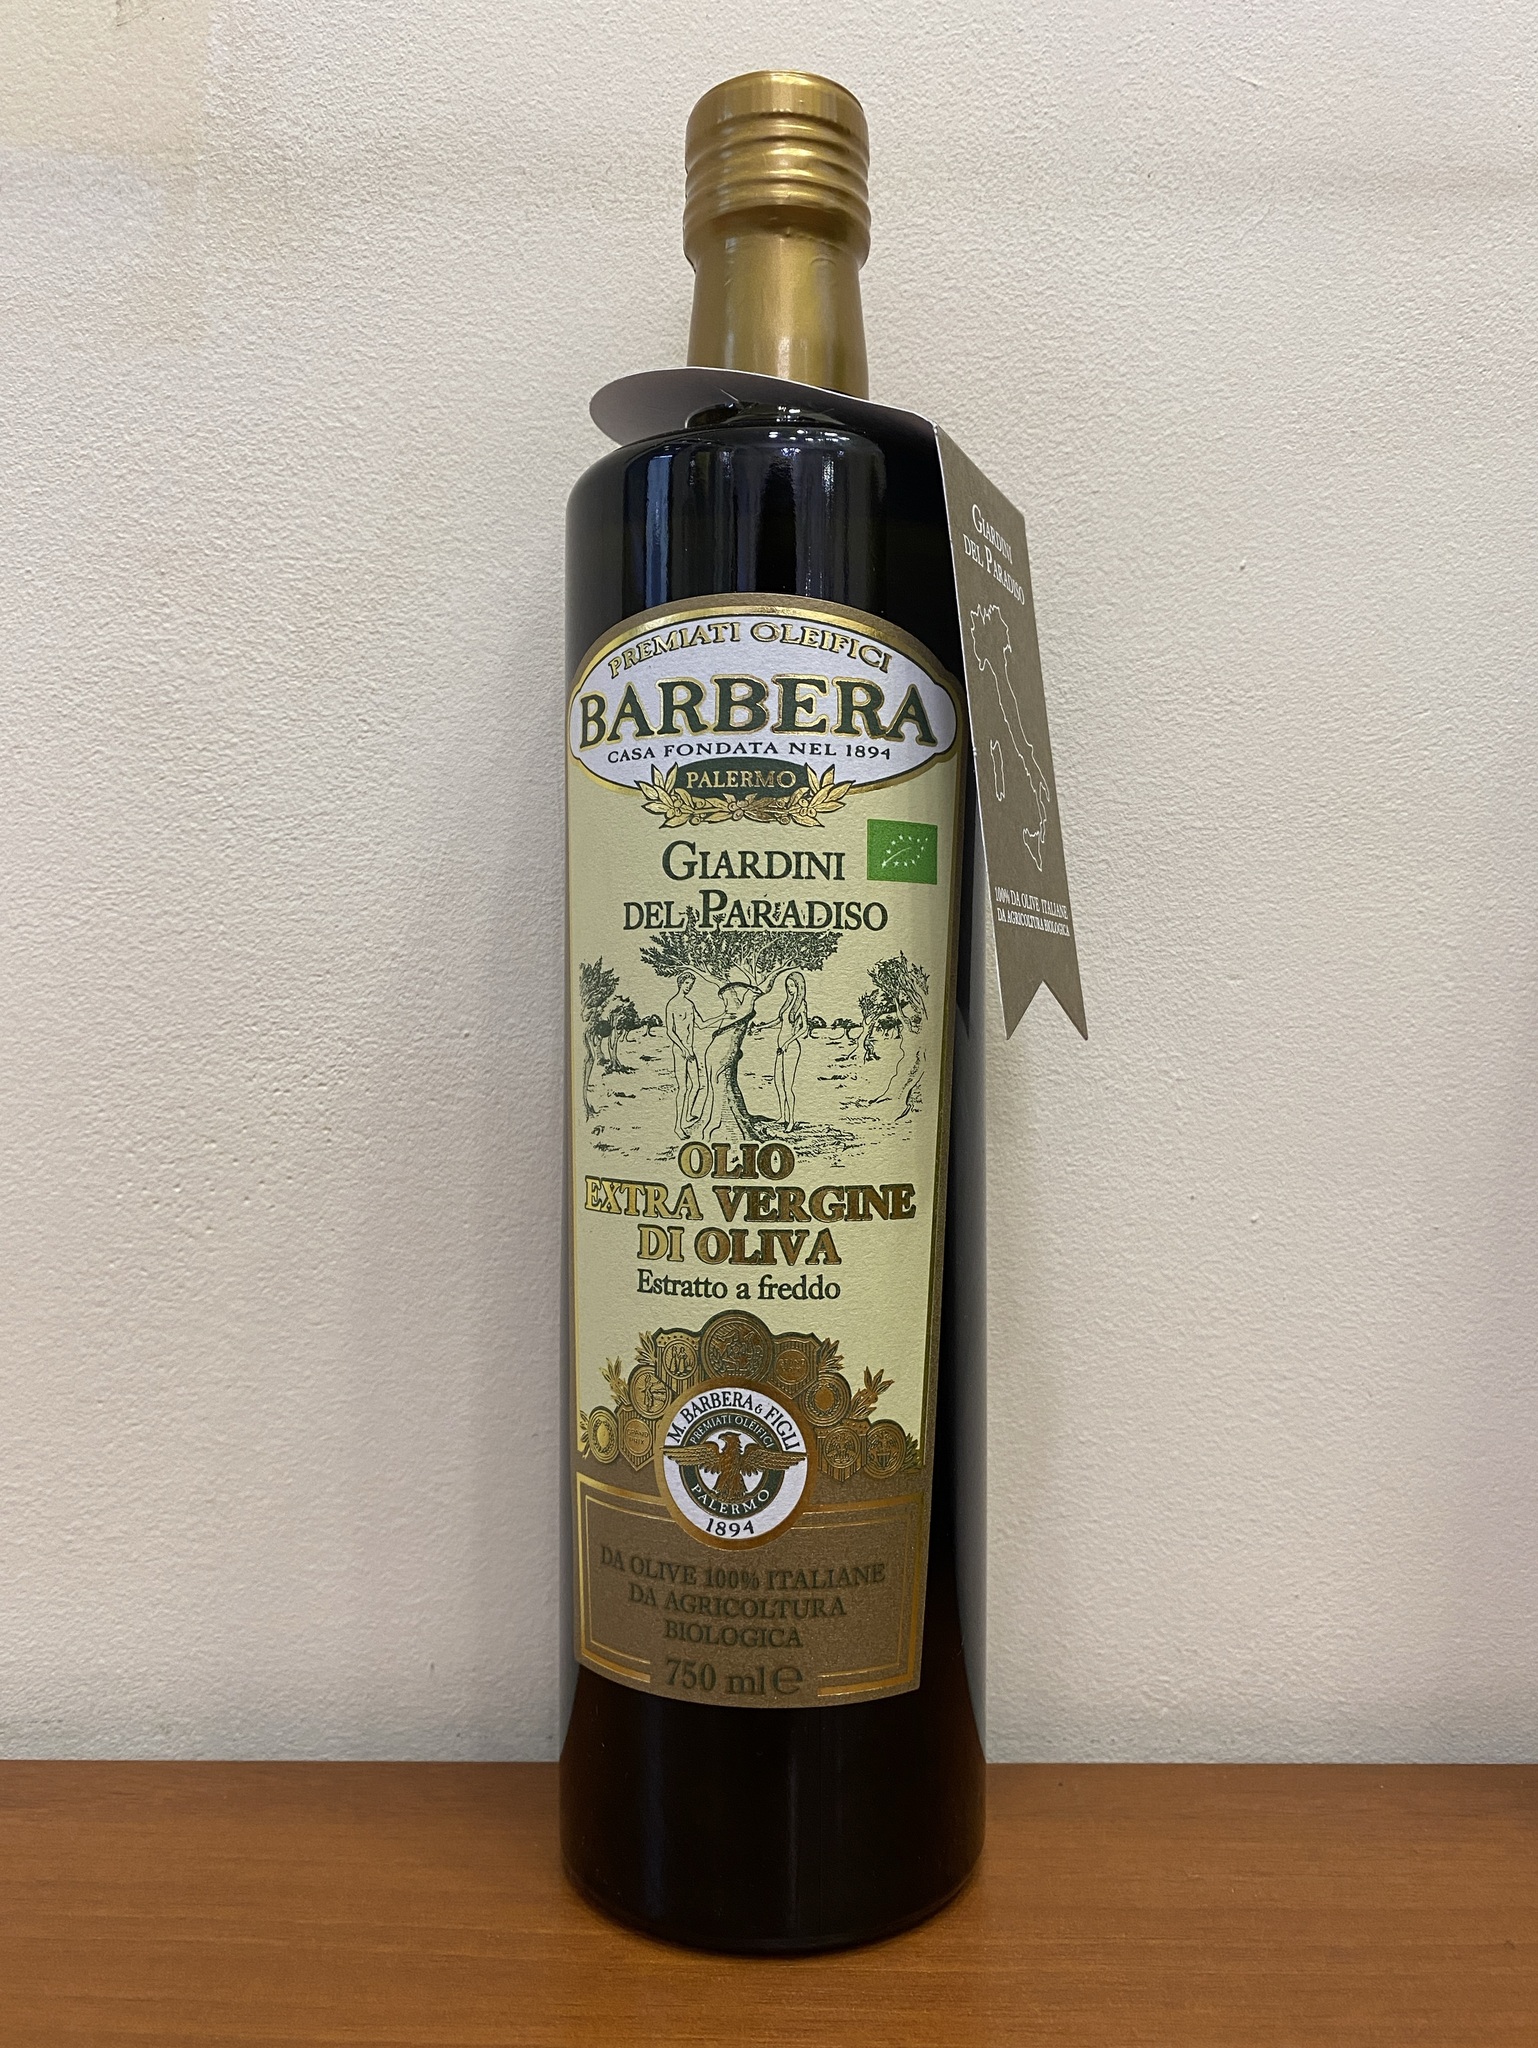 PREMIATI OLEIFICI
BARBERA
CASA FONDATA NEL 1894
PALERMO
GIARDINI
DEL PARADISO
OLIO
EXTRA VERGINE
DI OLIVA
Estratto a freddo
M. BARBERA & FIGLI
PREMIATI OLEIFICI
PALERMO
1894
DA OLIVE 100% ITALIANE
DA AGRICOLTURA
BIOLOGICA
750 ml ℮
GIARDINI
DEL PARADISO
100% DA OLIVE ITALIANE
DA AGRICOLTURA BIOLOGICA